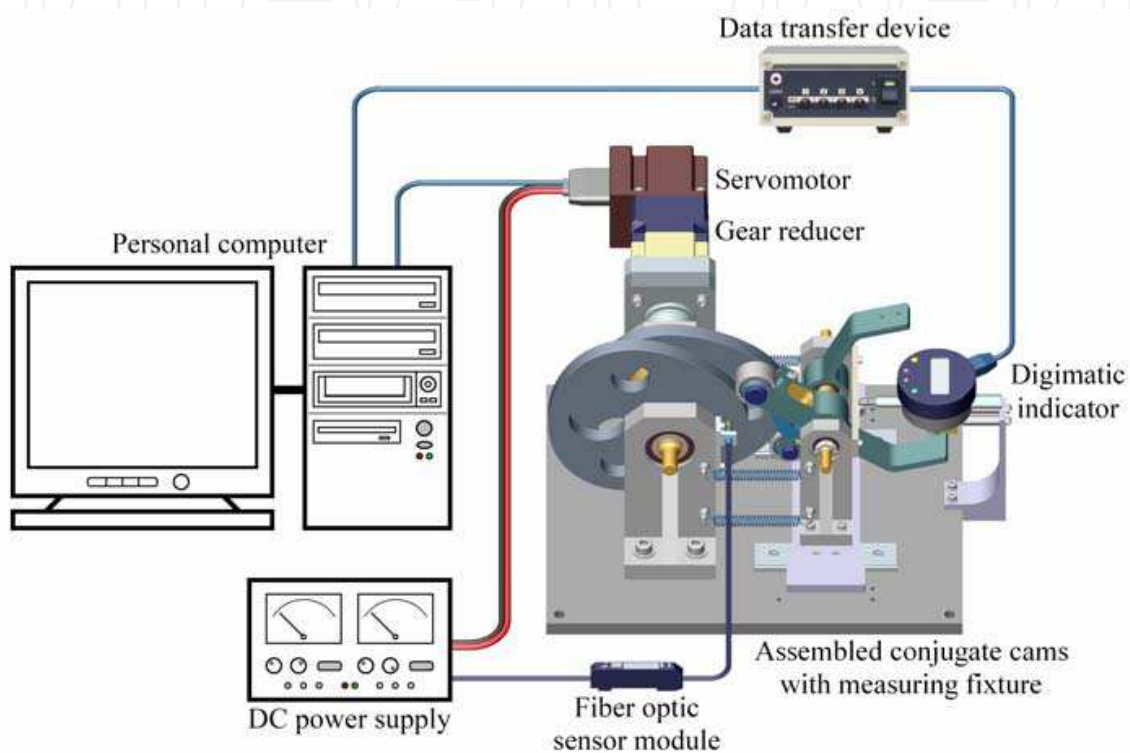 Data transfer device
Servomotor
Gear reducer
Personal computer
Digimatic
indicator
Assembled conjugate cams
with measuring fixture
DC power supply
Fiber optic
sensor module